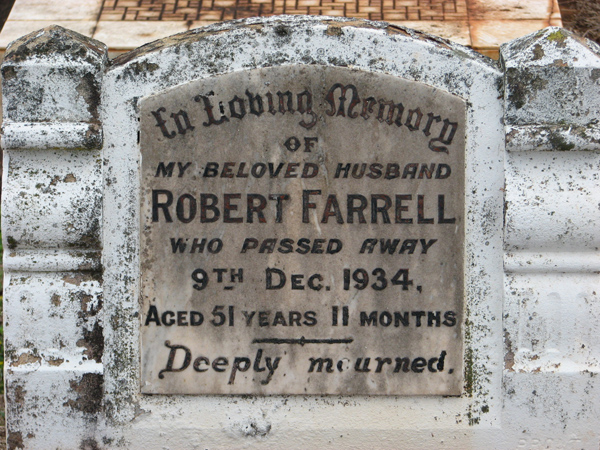 In Loving Memory
OF
MY BELOVED HUSBAND
ROBERT FARRELL
WHO PASSED AWAY
9TH DEC. 1934,
AGED 51 YEARS 11 MONTHS
Deeply mourned.